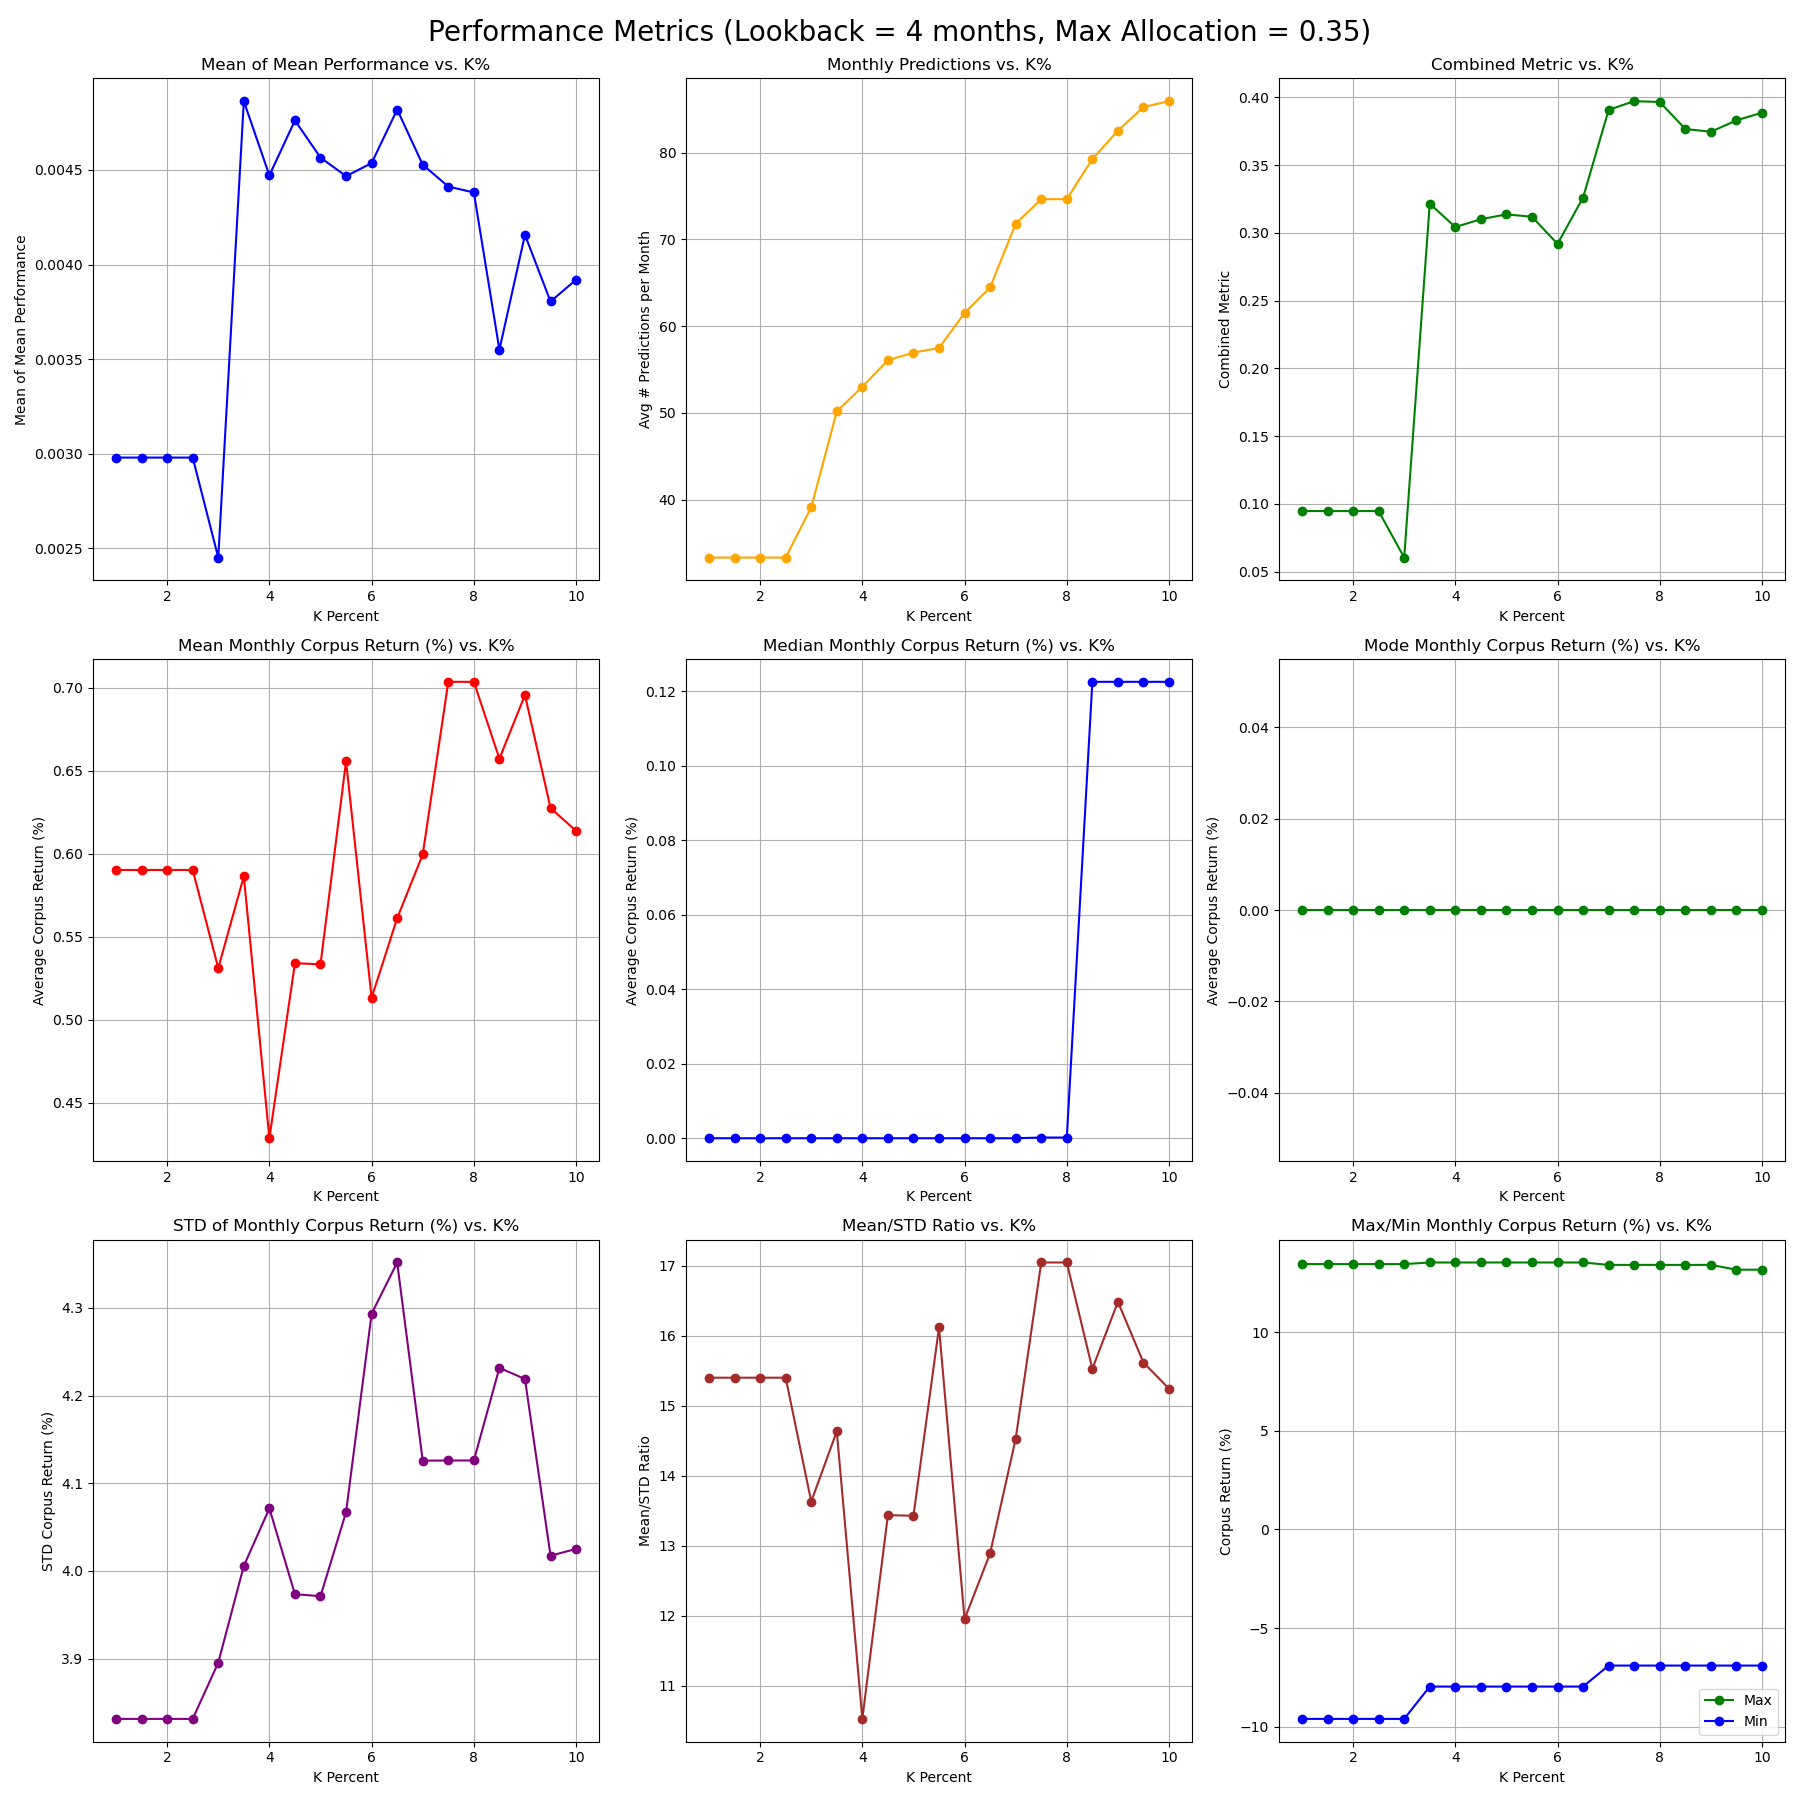 Performance Metrics (Lookback = 4 months, Max Allocation = 0.35)
Mean of Mean Performance vs. K%
Mean of Mean Performance
0.0045
0.0040
0.0035
0.0030
0.0025
2 4 6 8 10
K Percent
Monthly Predictions vs. K%
Avg # Predictions per Month
80
70
60
50
40
2 4 6 8 10
K Percent
Combined Metric vs. K%
Combined Metric
0.40
0.35
0.30
0.25
0.20
0.15
0.10
0.05
2 4 6 8 10
K Percent
Mean Monthly Corpus Return (%) vs. K%
Average Corpus Return (%)
0.70
0.65
0.60
0.55
0.50
0.45
2 4 6 8 10
K Percent
Median Monthly Corpus Return (%) vs. K%
Average Corpus Return (%)
0.12
0.10
0.08
0.06
0.04
0.02
0.00
2 4 6 8 10
K Percent
Mode Monthly Corpus Return (%) vs. K%
Average Corpus Return (%)
0.04
0.02
0.00
−0.02
−0.04
2 4 6 8 10
K Percent
STD of Monthly Corpus Return (%) vs. K%
STD Corpus Return (%)
4.3
4.2
4.1
4.0
3.9
2 4 6 8 10
K Percent
Mean/STD Ratio vs. K%
Mean/STD Ratio
17
16
15
14
13
12
11
2 4 6 8 10
K Percent
Max/Min Monthly Corpus Return (%) vs. K%
Corpus Return (%)
10
5
0
−5
−10
Max
Min
2 4 6 8 10
K Percent